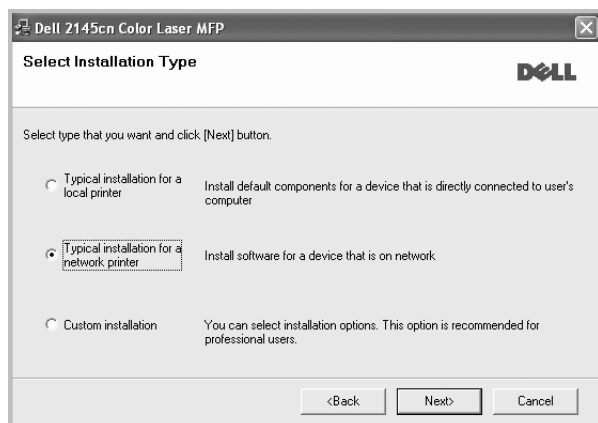 Dell 2145cn Color Laser MFP
Select Installation Type
DELL
Select type that you want and click [Next] button.
Typical installation for a
local printer
Install default components for a device that is directly connected to user's
computer
Typical installation for a
network printer
Install software for a device that is on network
Custom installation
You can select installation options. This option is recommended for
professional users.
<Back
Next>
Cancel